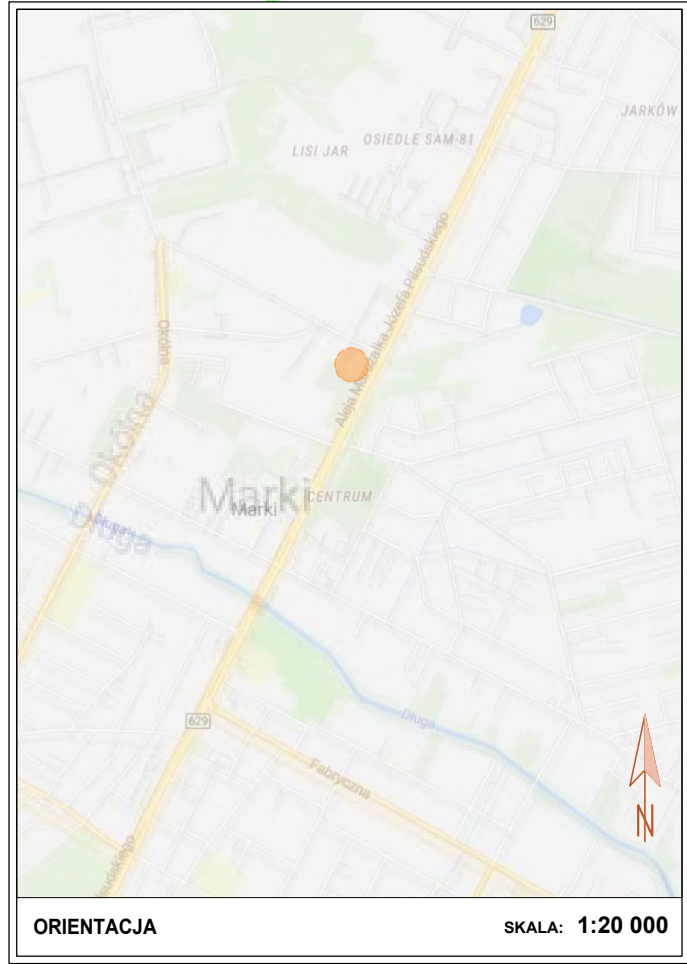 629
JARKÓW
OSIEDLE SAM-81
LISI JAR
Aleja Marszałka Józefa Piłsudskiego
Okólna
Okólna
Marki
Marki
CENTRUM
Długa
Długa
Długa
629
Fabryczna
N
ORIENTACJA SKALA: 1:20 000